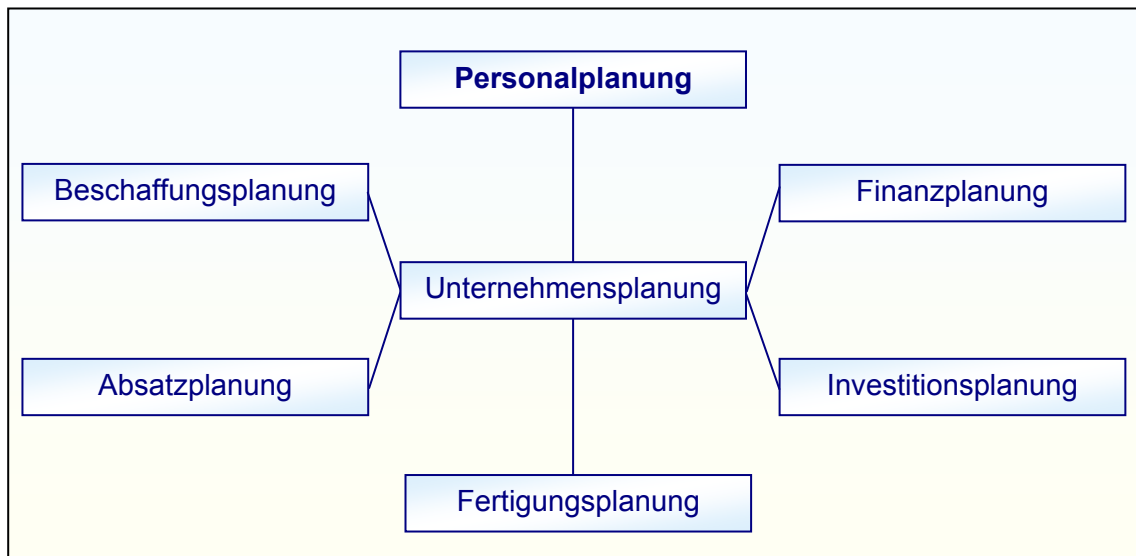 Personalplanung
Beschaffungsplanung
Finanzplanung
Unternehmensplanung
Absatzplanung
Investitionsplanung
Fertigungsplanung